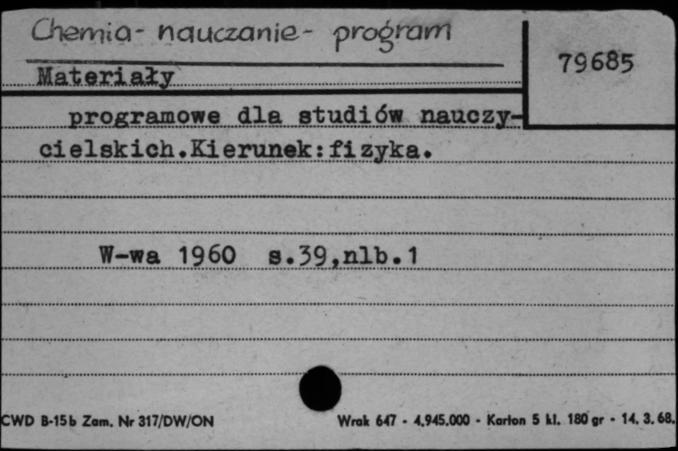 Chemia - nauczanie - program
79685
Materiały
programowe dla studiów nauczy-
cielskich.Kierunek:fizyka.
W-wa 1960 s.39,nlb.1
CWD B-15b Zam. Nr 317/DW/ON
Wrak 647 - 4.945.000 - Karton 5 kl. 180 gr - 14. 3. 68.